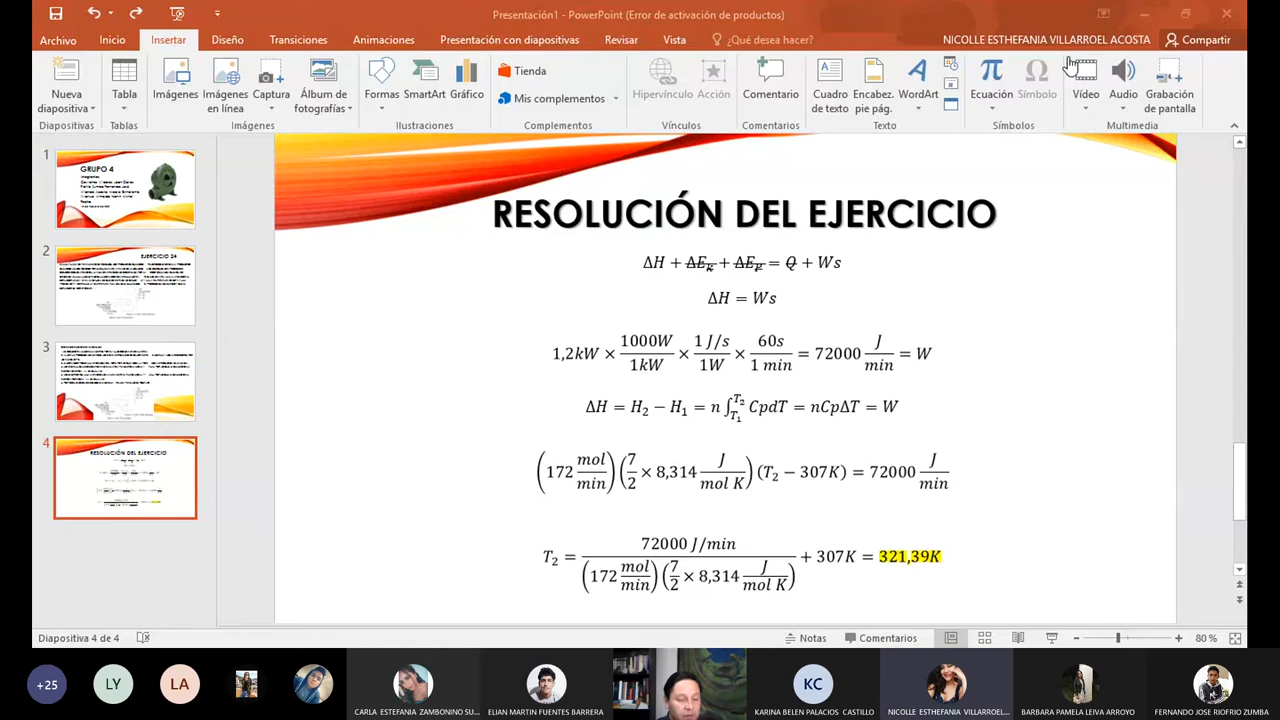 Presentación1 - PowerPoint (Error de activación de productos)
Archivo Inicio Insertar Diseño Transiciones Animaciones Presentación con diapositivas Revisar Vista ¿Qué desea hacer? NICOLLE ESTHEFANIA VILLARROEL ACOSTA Compartir
Nueva diapositiva
Tabla
Imágenes
Imágenes en línea
Captura
Álbum de fotografías
Formas
SmartArt
Gráfico
Tienda
Mis complementos
Hipervínculo
Acción
Comentario
Cuadro de texto
Encabez. pie pág.
WordArt
Ecuación
Símbolo
Vídeo
Audio
Grabación de pantalla
Diapositivas Tablas Imágenes Ilustraciones Complementos Vínculos Comentarios Texto Símbolos Multimedia
1
GRUPO 4
2
EJERCICIO 24
3
4
RESOLUCIÓN DEL EJERCICIO
RESOLUCIÓN DEL EJERCICIO
ΔH + ΔE_K + ΔE_P = Q + Ws
ΔH = Ws
1,2kW × 1000W/1kW × 1 J/s/1W × 60s/1 min = 72000 J/min = W
ΔH = H₂ − H₁ = n ∫_{T₁}^{T₂} CpdT = nCpΔT = W
(172 mol/min)(7/2 × 8,314 J/mol K)(T₂ − 307K) = 72000 J/min
T₂ = 72000 J/min / (172 mol/min)(7/2 × 8,314 J/mol K) + 307K = 321,39K
Diapositiva 4 de 4 Notas Comentarios 80 %
+25 LY LA KC
CARLA ESTEFANIA ZAMBONINO SU... ELIAN MARTIN FUENTES BARRERA KARINA BELEN PALACIOS CASTILLO NICOLLE ESTHEFANIA VILLARROEL... BARBARA PAMELA LEIVA ARROYO FERNANDO JOSE RIOFRIO ZUMBA